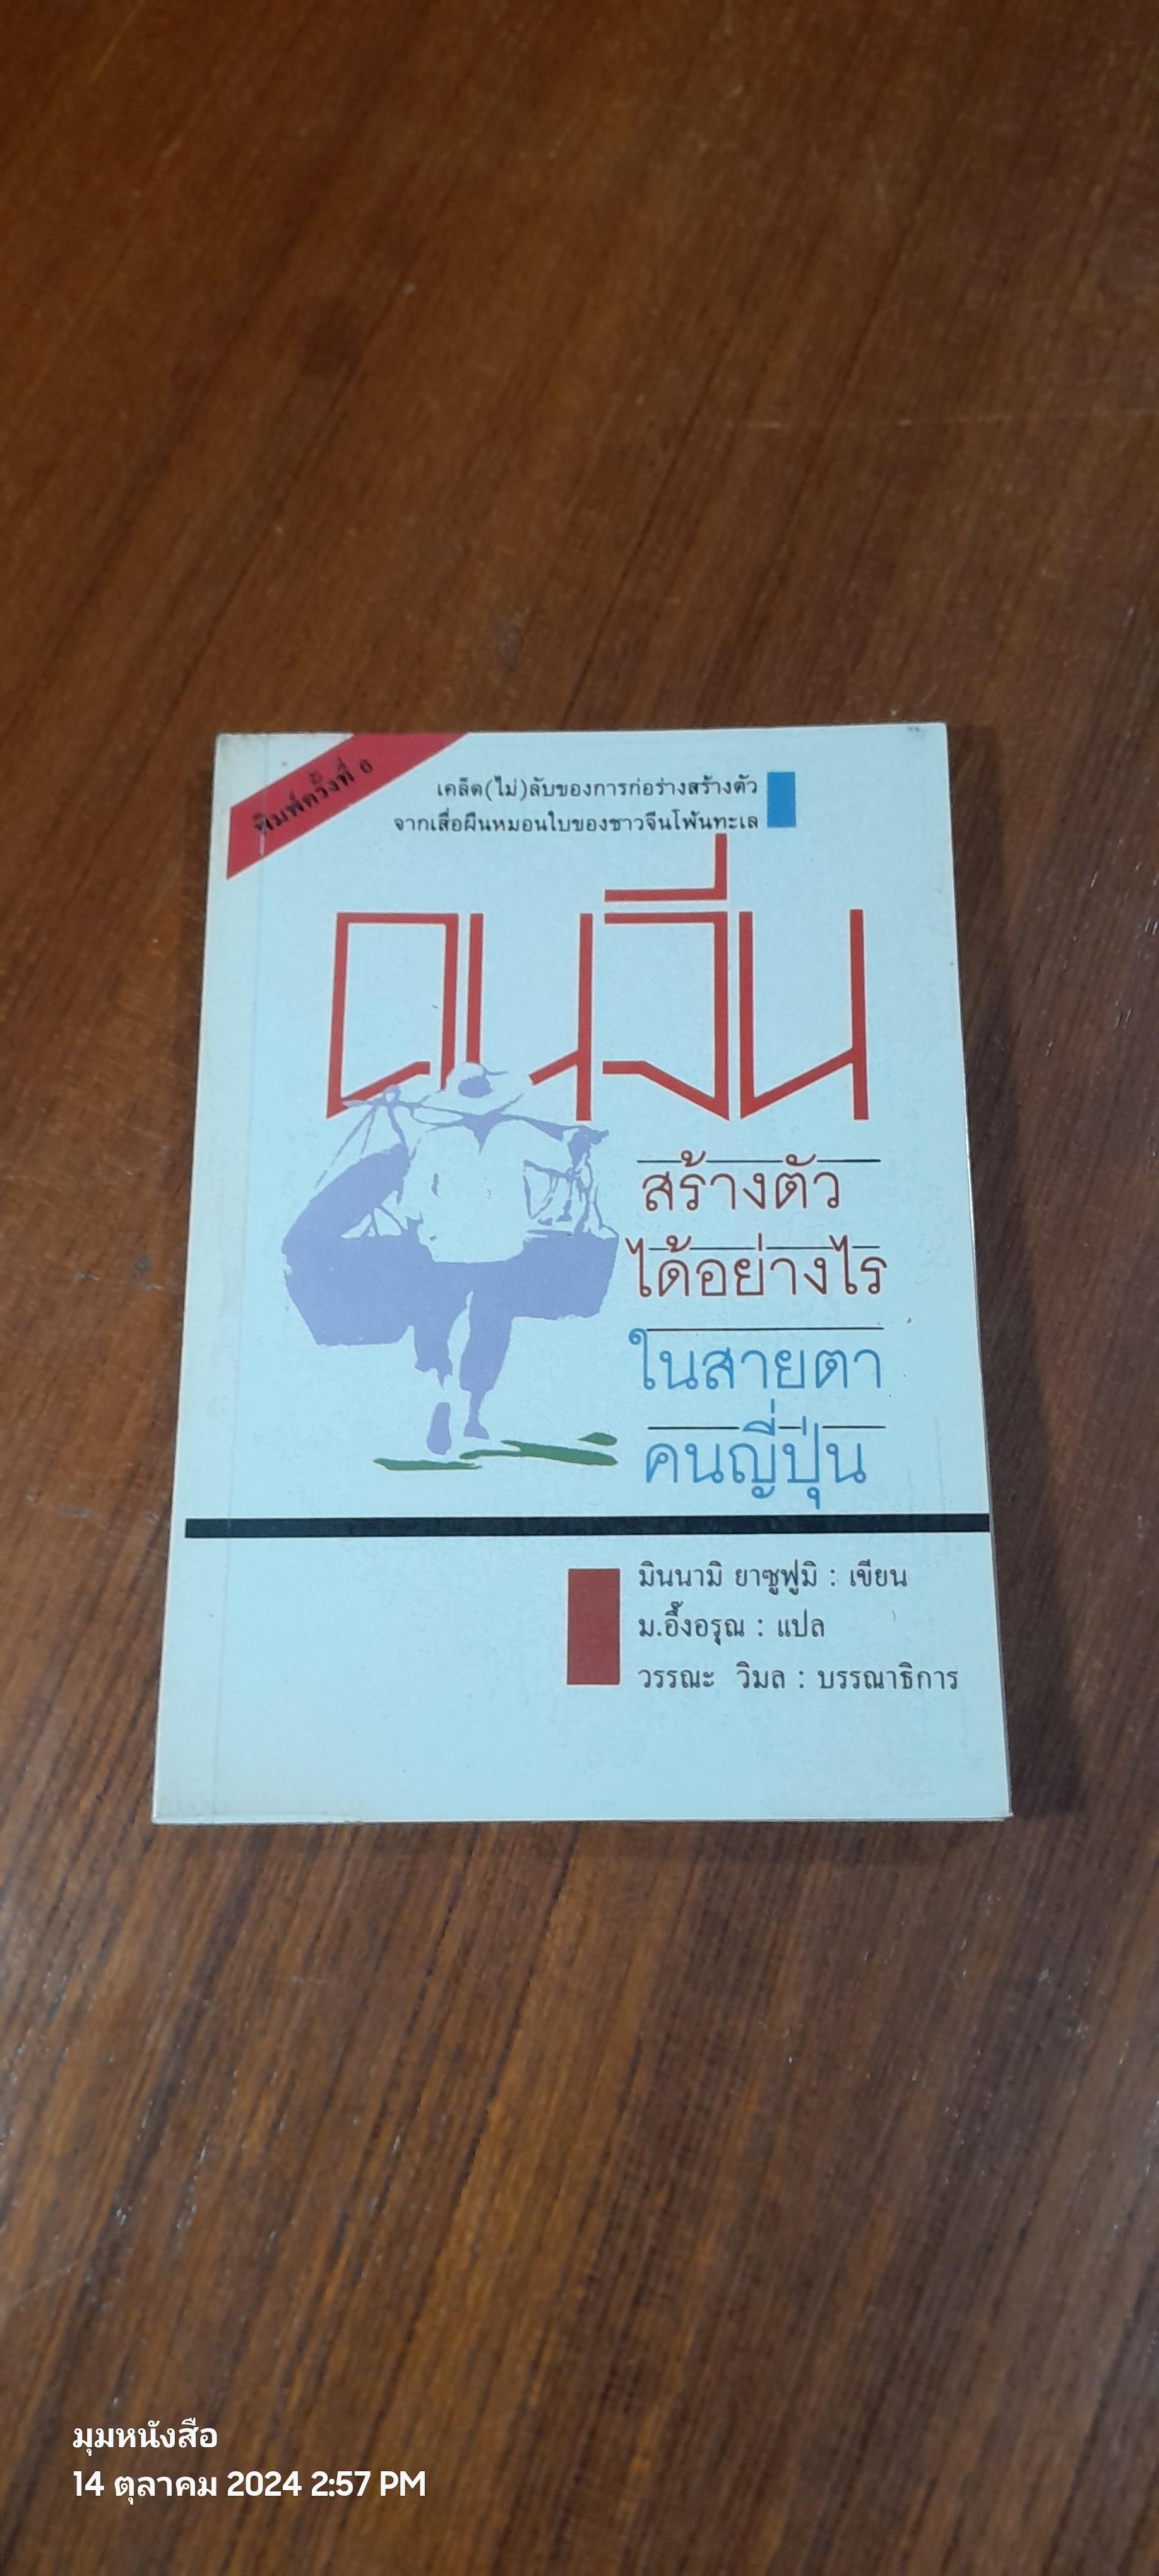 พิมพ์ครั้งที่ ๖
เคล็ด(ไม่)ลับของการก่อร่างสร้างตัว
จากเสื่อผืนหมอนใบของชาวจีนโพ้นทะเล
คนจีน
สร้างตัว
ได้อย่างไร
ในสายตา
คนญี่ปุ่น
มินนามิ ยาซูฟูมิ : เขียน
ม.อึ้งอรุณ : แปล
วรรณะ วิมล : บรรณาธิการ
มุมหนังสือ
14 ตุลาคม 2024 2:57 PM